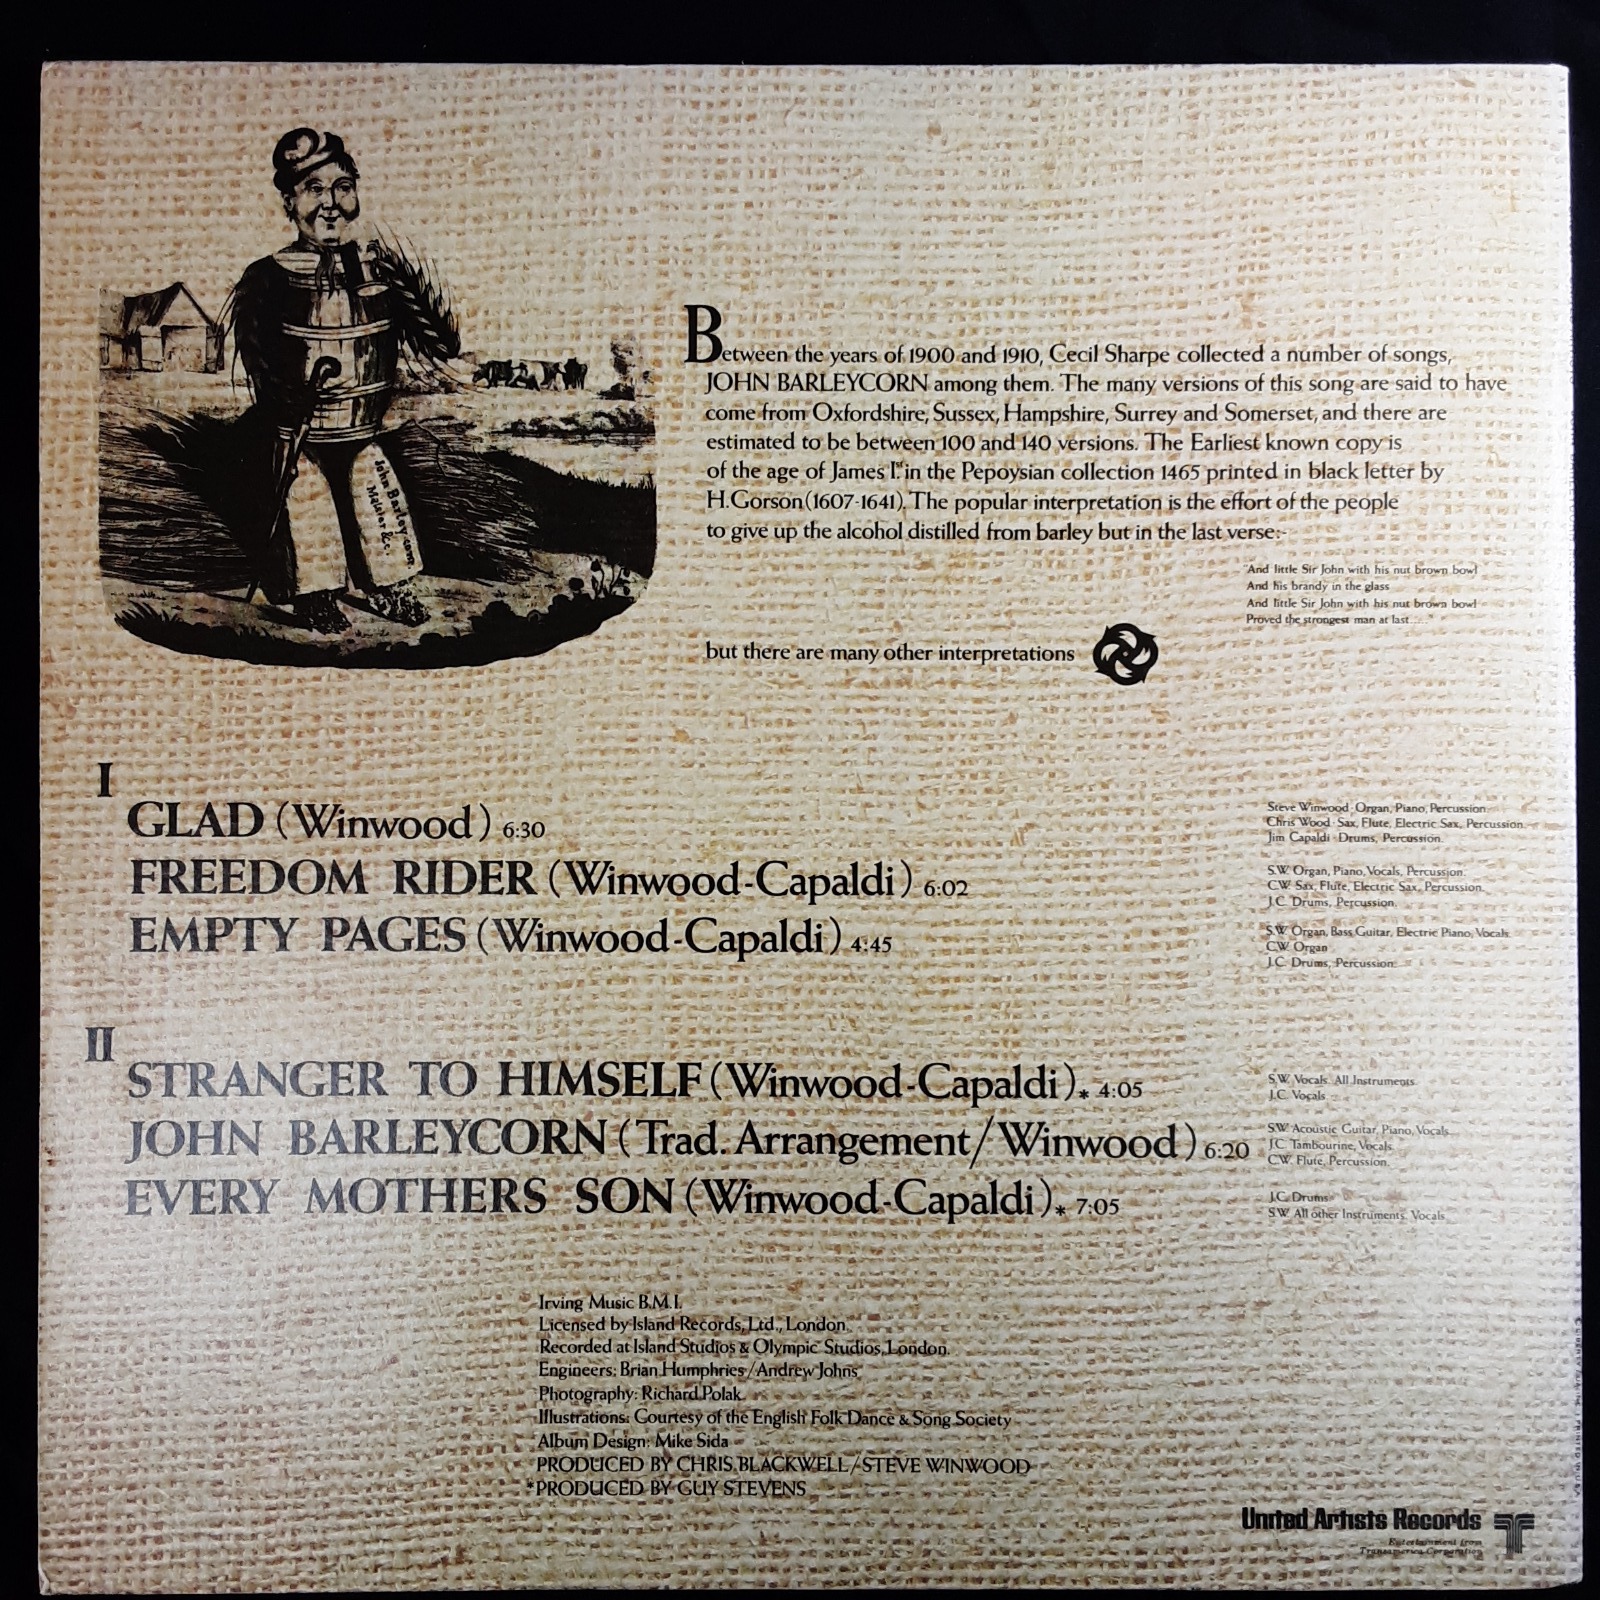 John Barleycorn
Maltster &c.
Between the years of 1900 and 1910, Cecil Sharpe collected a number of songs,
JOHN BARLEYCORN among them. The many versions of this song are said to have
come from Oxfordshire, Sussex, Hampshire, Surrey and Somerset, and there are
estimated to be between 100 and 140 versions. The Earliest known copy is
of the age of James I." in the Pepoysian collection 1465 printed in black letter by
H.Gorson (1607-1641)." The popular interpretation is the effort of the people
to give up the alcohol distilled from barley but in the last verse:-
"And little Sir John with his nut brown bowl
And his brandy in the glass
And little Sir John with his nut brown bowl
Proved the strongest man at last....."
but there are many other interpretations
I
GLAD (Winwood) 6:30
Steve Winwood · Organ, Piano, Percussion.
Chris Wood · Sax, Flute, Electric Sax, Percussion.
Jim Capaldi · Drums, Percussion.
FREEDOM RIDER (Winwood-Capaldi) 6:02
S.W. Organ, Piano, Vocals, Percussion.
C.W. Sax, Flute, Electric Sax, Percussion.
J.C. Drums, Percussion.
EMPTY PAGES (Winwood-Capaldi) 4:45
S.W. Organ, Bass Guitar, Electric Piano, Vocals.
C.W. Organ
J.C. Drums, Percussion.
II
STRANGER TO HIMSELF (Winwood-Capaldi)* 4:05
S.W. Vocals. All Instruments.
J.C. Vocals.
JOHN BARLEYCORN (Trad. Arrangement/Winwood) 6:20
S.W. Acoustic Guitar, Piano, Vocals.
J.C. Tambourine, Vocals.
C.W. Flute, Percussion.
EVERY MOTHERS SON (Winwood-Capaldi)* 7:05
J.C. Drums
S.W. All other Instruments. Vocals.
Irving Music B.M.I.
Licensed by Island Records, Ltd., London.
Recorded at Island Studios & Olympic Studios, London.
Engineers: Brian Humphries/Andrew Johns
Photography: Richard Polak
Illustrations: Courtesy of the English Folk Dance & Song Society
Album Design: Mike Sida
PRODUCED BY CHRIS BLACKWELL/STEVE WINWOOD
*PRODUCED BY GUY STEVENS
United Artists Records
Entertainment from
Transamerica Corporation